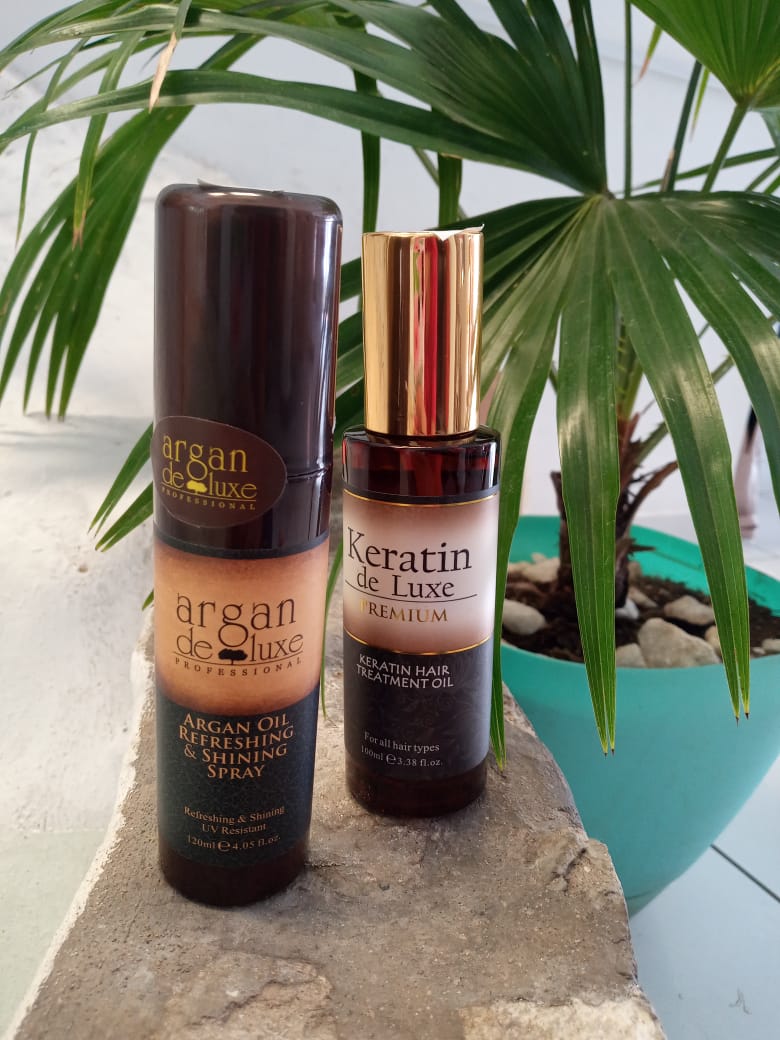 argan
de luxe
PROFESSIONAL
argan
de luxe
PROFESSIONAL
ARGAN OIL
REFRESHING
& SHINING
SPRAY
Refreshing & Shining
UV Resistant
120ml ℮ 4.05 fl.oz.
Keratin
de Luxe
PREMIUM
KERATIN HAIR
TREATMENT OIL
For all hair types
100ml ℮ 3.38 fl.oz.